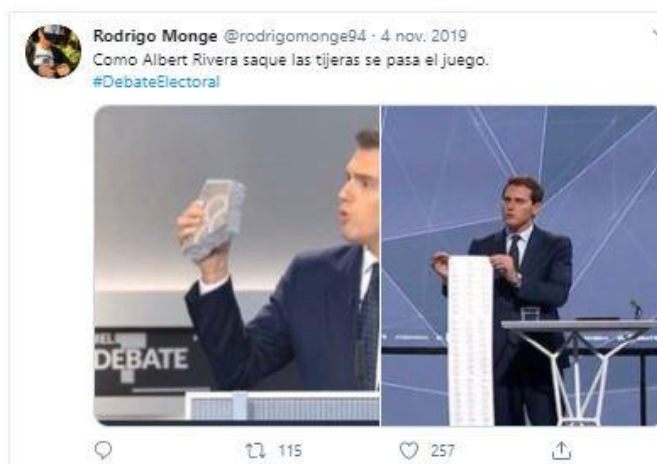 Rodrigo Monge @rodrigomonge94 · 4 nov. 2019
Como Albert Rivera saque las tijeras se pasa el juego.
#DebateElectoral
EL
DEBATE
115
257